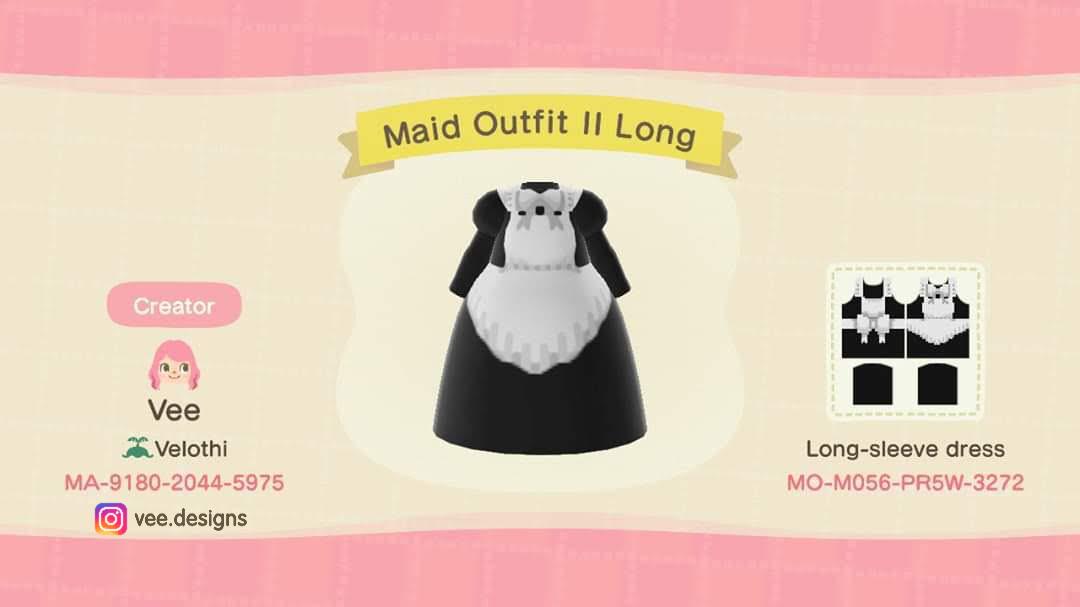 Maid Outfit II Long
Creator
Vee
Velothi
MA-9180-2044-5975
vee.designs
Long-sleeve dress
MO-M056-PR5W-3272